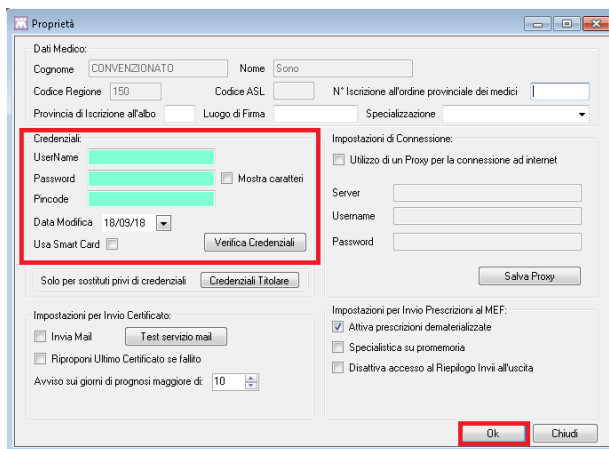 Proprietà
Dati Medico:
Cognome CONVENZIONATO Nome Sono
Codice Regione 150 Codice ASL N° Iscrizione all'ordine provinciale dei medici
Provincia di Iscrizione all'albo Luogo di Firma Specializzazione
Credenziali:
UserName
Password Mostra caratteri
Pincode
Data Modifica 18/09/18
Usa Smart Card Verifica Credenziali
Solo per sostituti privi di credenziali Credenziali Titolare
Impostazioni di Connessione:
Utilizzo di un Proxy per la connessione ad internet
Server
Username
Password
Salva Proxy
Impostazioni per Invio Certificato:
Invia Mail Test servizio mail
Riproponi Ultimo Certificato se fallito
Avviso sui giorni di prognosi maggiore di: 10
Impostazioni per Invio Prescrizioni al MEF:
Attiva prescrizioni dematerializzate
Specialistica su promemoria
Disattiva accesso al Riepilogo Invii all'uscita
Ok Chiudi